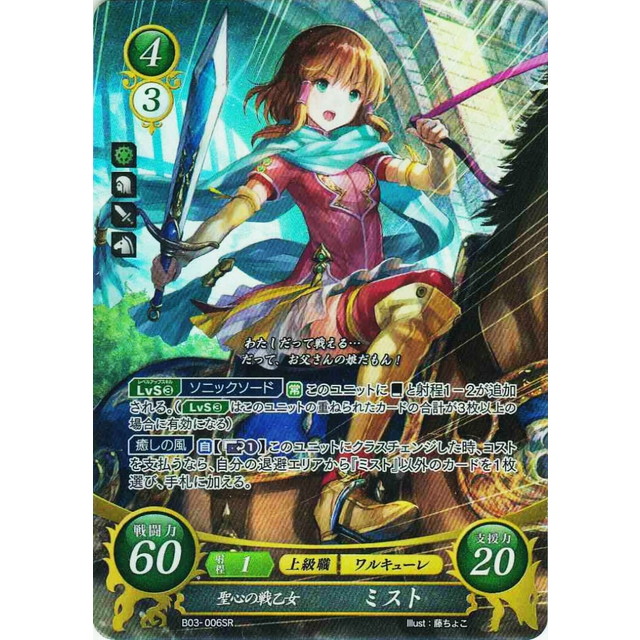 4
3
わたしだって戦える…
だって、お父さんの娘だもん！
レベルアップスキル
LvS3 ソニックソード 常 このユニットに■と射程1－2が追加
される。（LvS3はこのユニットの重ねられたカードの合計が3枚以上の
場合に有効になる）
癒しの風 自【①】このユニットにクラスチェンジした時、コスト
を支払うなら、自分の退避エリアから『ミスト』以外のカードを1枚
選び、手札に加える。
戦闘力
60
射程 1
上級職 ワルキューレ
支援力
20
聖心の戦乙女 ミスト
B03-006SR
Illust：藤ちょこ